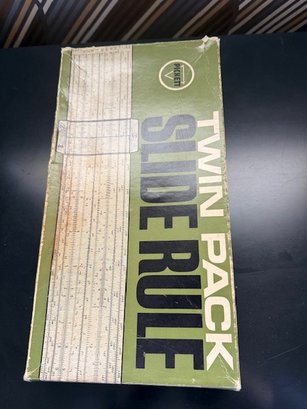 PICKETT
TWIN PACK
SLIDE RULE